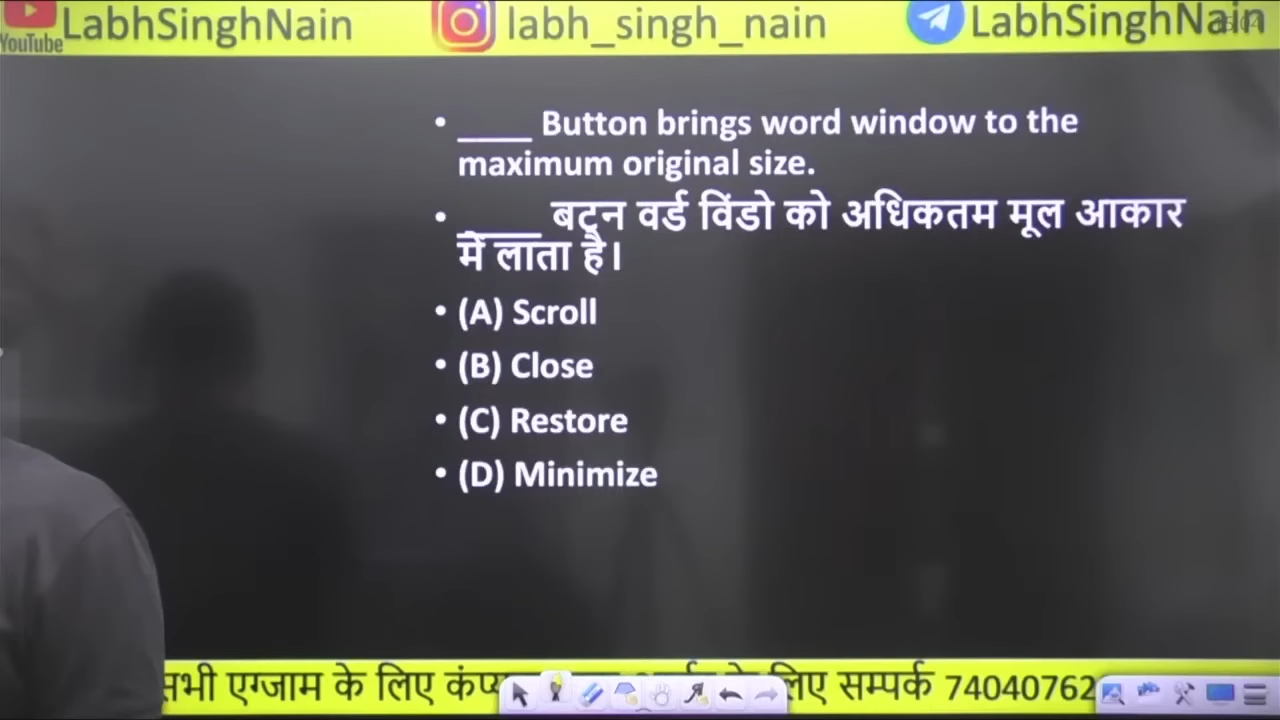 YouTube LabhSinghNain labh_singh_nain LabhSinghNain
• ____ Button brings word window to the
maximum original size.
• ____ बटन वर्ड विंडो को अधिकतम मूल आकार
में लाता है।
• (A) Scroll
• (B) Close
• (C) Restore
• (D) Minimize
सभी एग्जाम के लिए लिए सम्पर्क 74040762